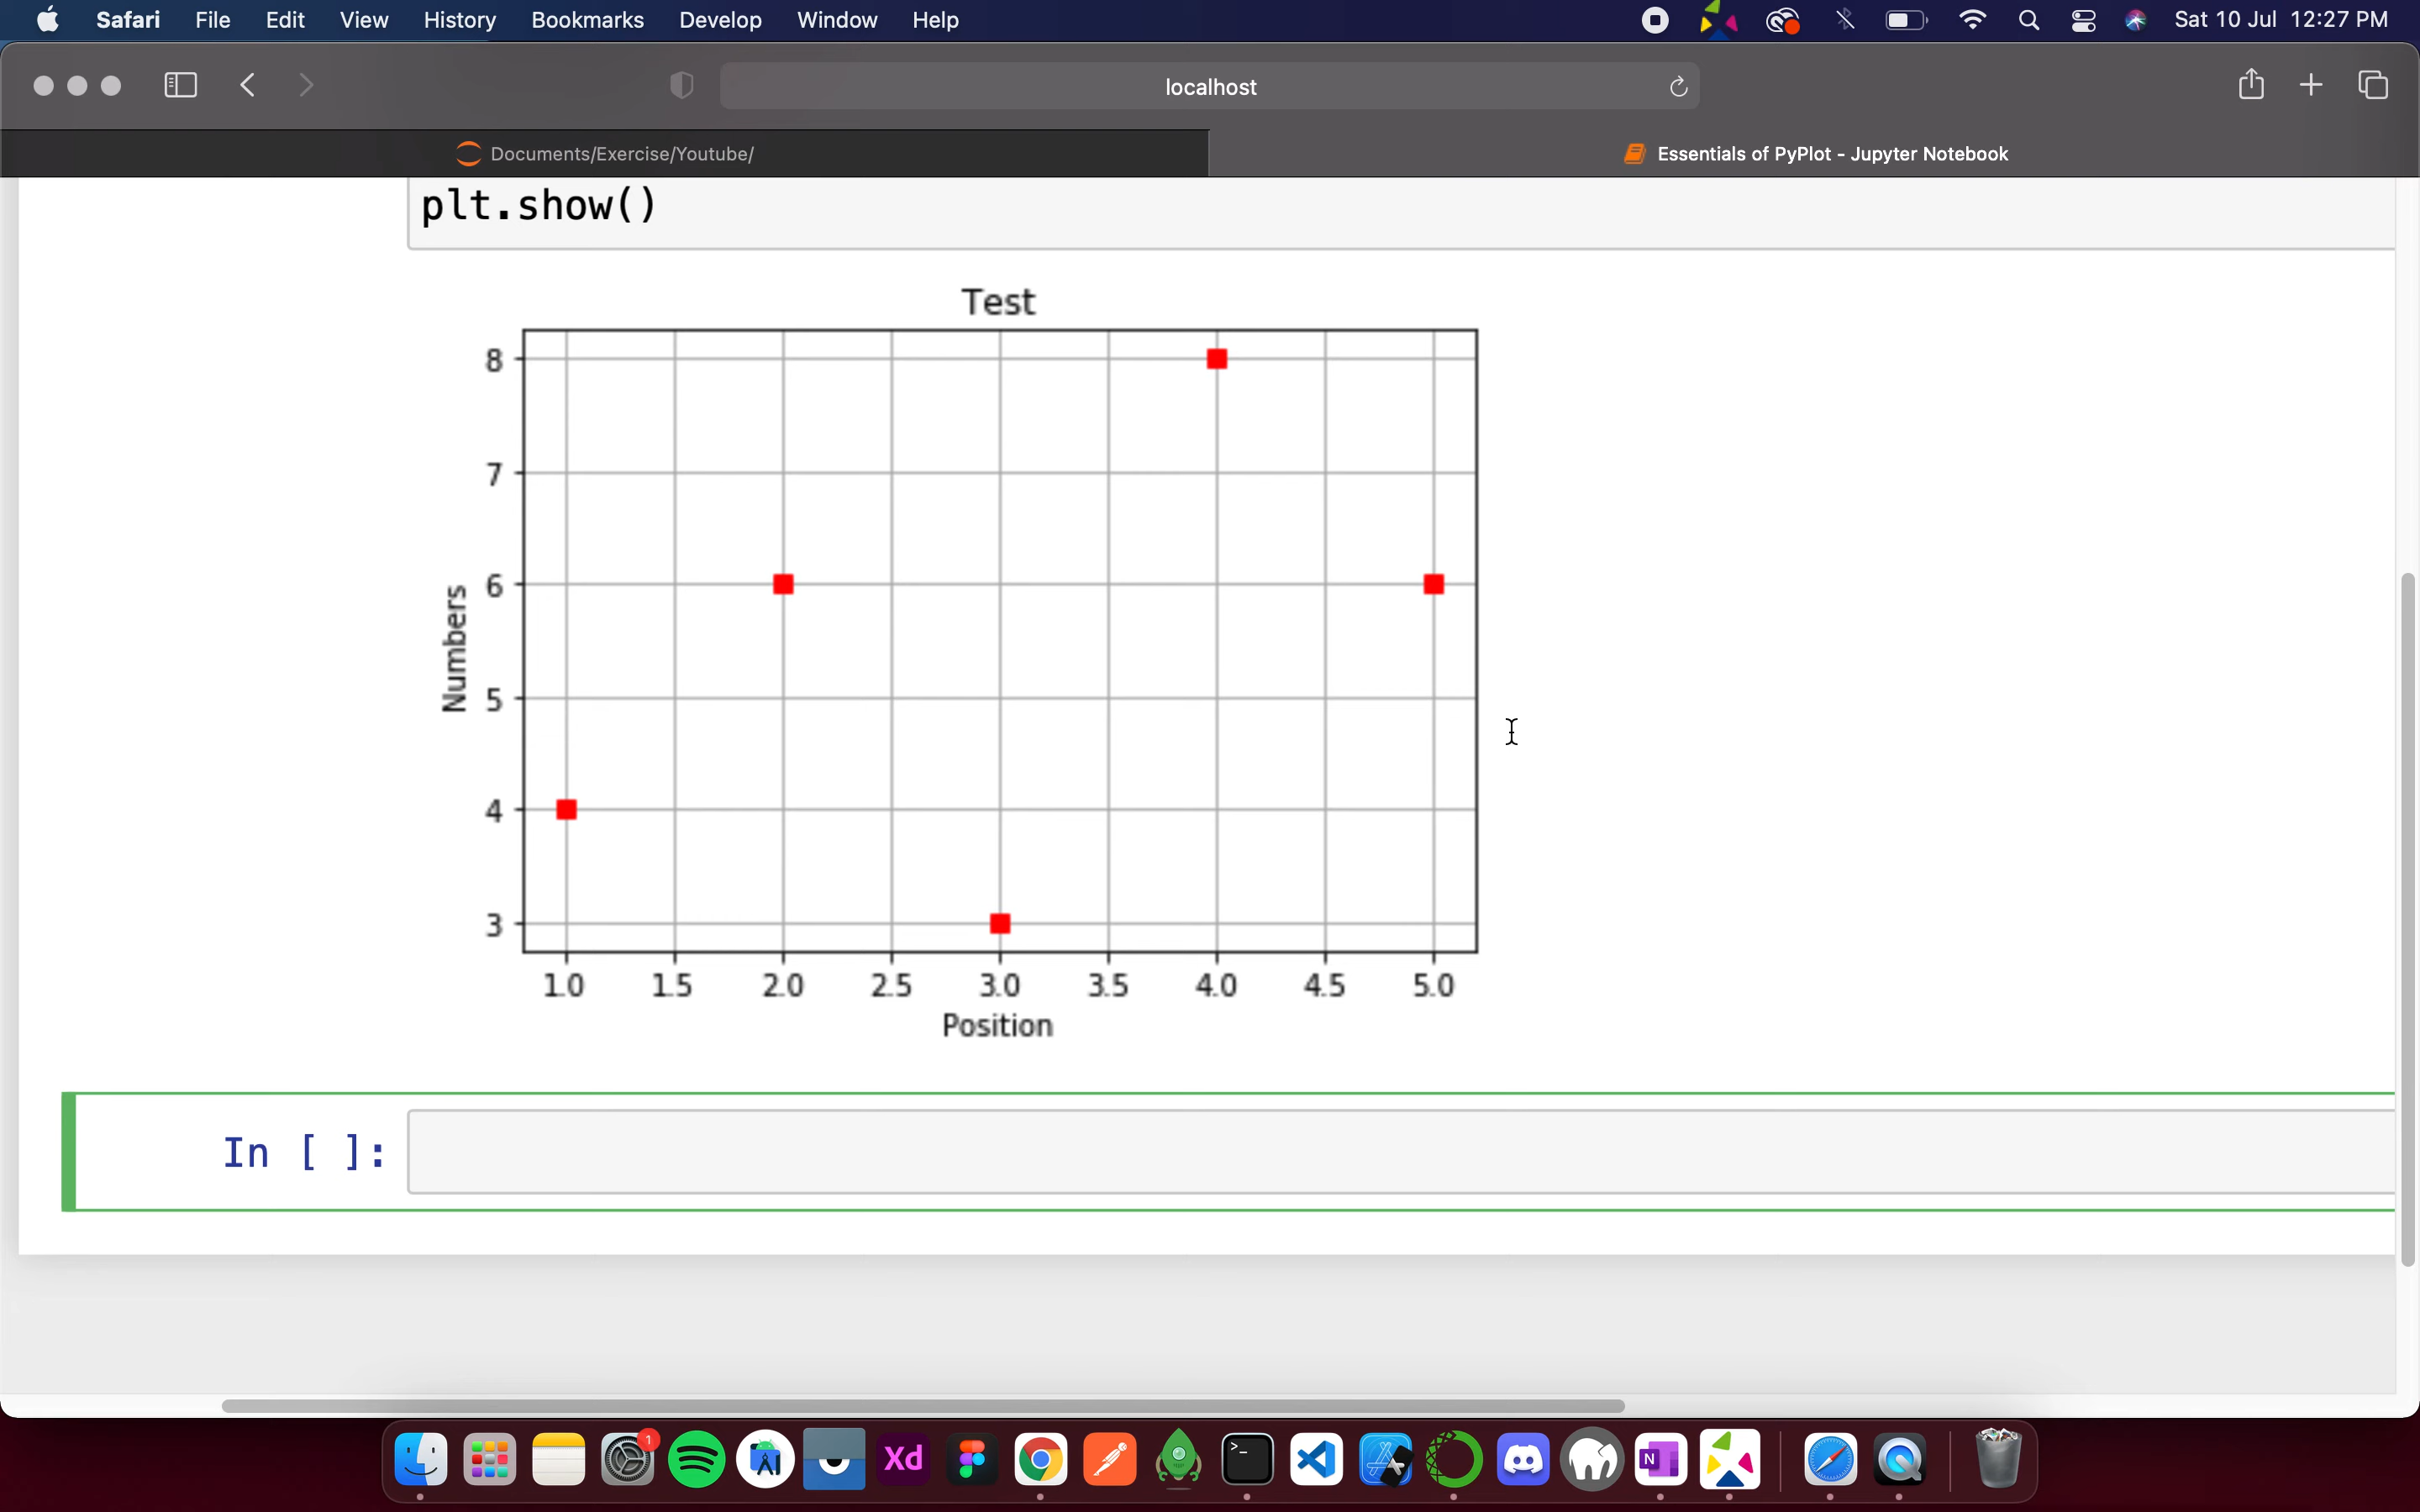 Safari File Edit View History Bookmarks Develop Window Help Sat 10 Jul 12:27 PM
localhost
Documents/Exercise/Youtube/ Essentials of PyPlot - Jupyter Notebook
plt.show()
Test
8
7
6
5
4
3
Numbers
1.0 1.5 2.0 2.5 3.0 3.5 4.0 4.5 5.0
Position
In [ ]:
1
Xd
>_
N